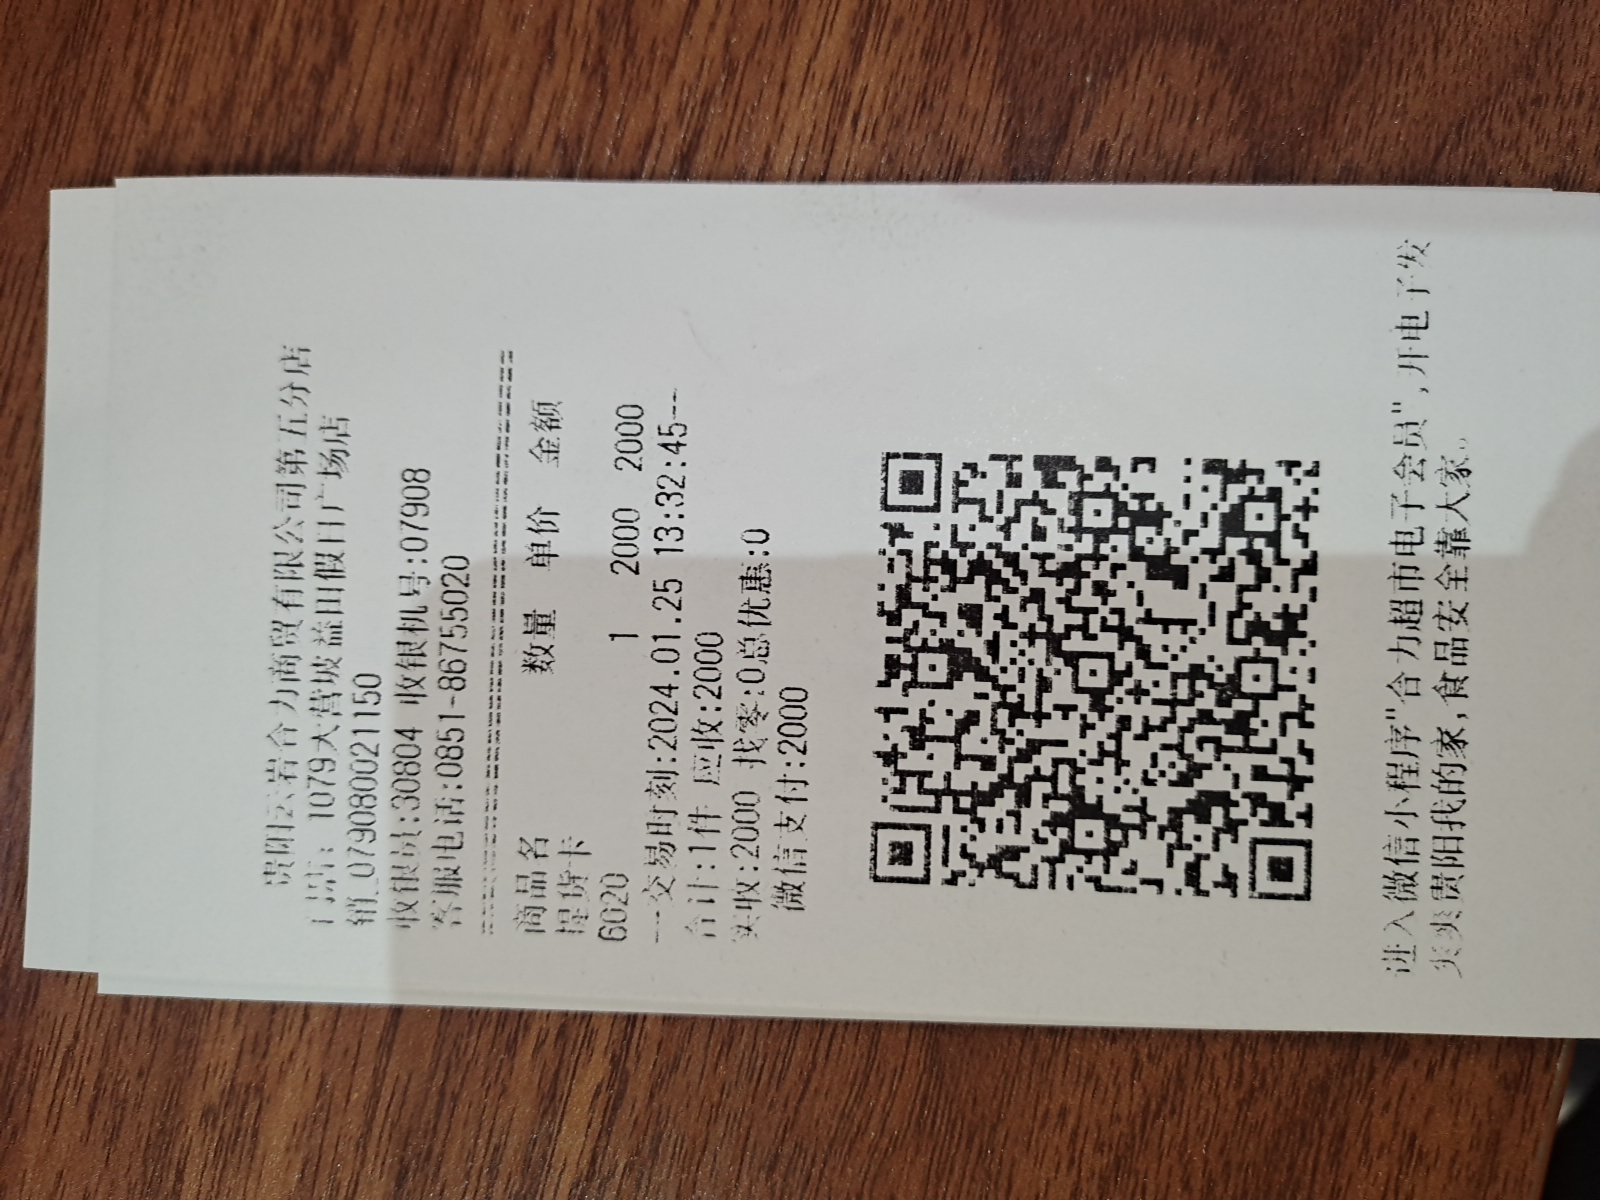 贵阳云岩合力商贸有限公司第五分店
门店: 1079大营坡益田假日广场店
销_079080021150
收银员:30804 收银机号:07908
客服电话:0851-86755020
商品名 数量 单价 金额
提货卡
6020 1 2000 2000
--交易时刻:2024.01.25 13:32:45--
合计:1件 应收:2000
实收:2000 找零:0总优惠:0
微信支付:2000
进入微信小程序"合力超市电子会员",开电子发
爽爽贵阳我的家,食品安全靠大家。